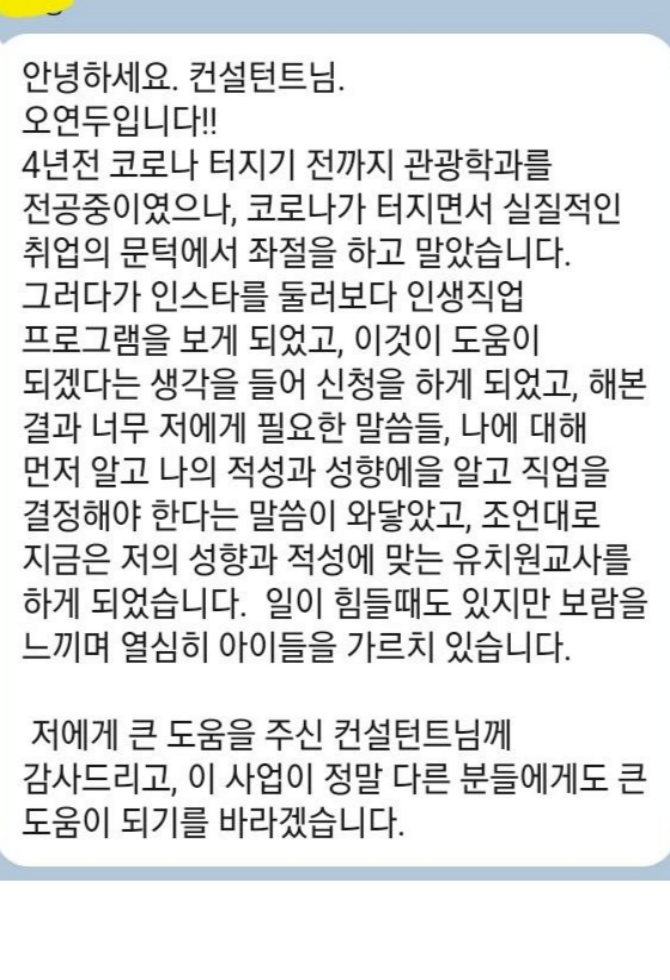 안녕하세요. 컨설턴트님.
오연두입니다!!
4년전 코로나 터지기 전까지 관광학과를
전공중이였으나, 코로나가 터지면서 실질적인
취업의 문턱에서 좌절을 하고 말았습니다.
그러다가 인스타를 둘러보다 인생직업
프로그램을 보게 되었고, 이것이 도움이
되겠다는 생각을 들어 신청을 하게 되었고, 해본
결과 너무 저에게 필요한 말씀들, 나에 대해
먼저 알고 나의 적성과 성향에을 알고 직업을
결정해야 한다는 말씀이 와닿았고, 조언대로
지금은 저의 성향과 적성에 맞는 유치원교사를
하게 되었습니다.  일이 힘들때도 있지만 보람을
느끼며 열심히 아이들을 가르치 있습니다.

저에게 큰 도움을 주신 컨설턴트님께
감사드리고, 이 사업이 정말 다른 분들에게도 큰
도움이 되기를 바라겠습니다.